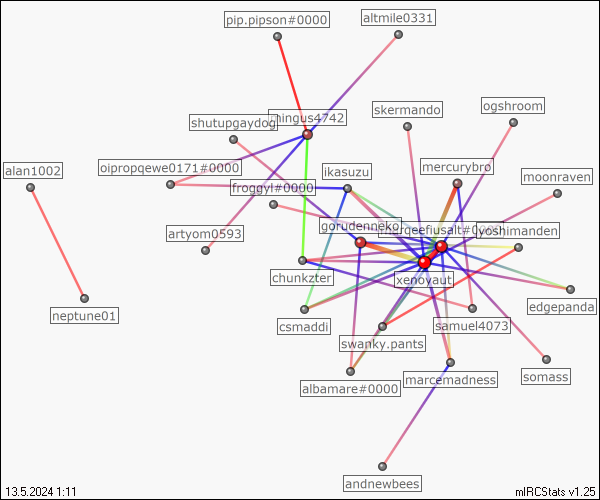 pip.pipson#0000
altmile0331
skermando
ogshroom
shutupgaydog
mingus4742
alan1002
oipropqewe0171#0000
ikasuzu
mercurybro
moonraven
froggyl#0000
gorudenneko
yoshimanden
artyom0593
xenoyaut
chunkzter
edgepanda
neptune01
csmaddi
samuel4073
swanky.pants
somass
albamare#0000
marcemadness
andnewbees
13.5.2024 1:11
mIRCStats v1.25